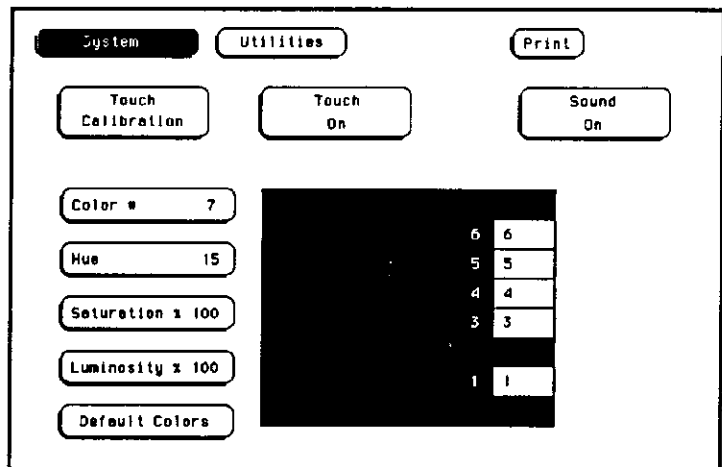 System Utilities Print
Touch Calibration
Touch On
Sound On
Color # 7
Hue 15
Saturation % 100
Luminosity % 100
Default Colors
6 6
5 5
4 4
3 3
1 1